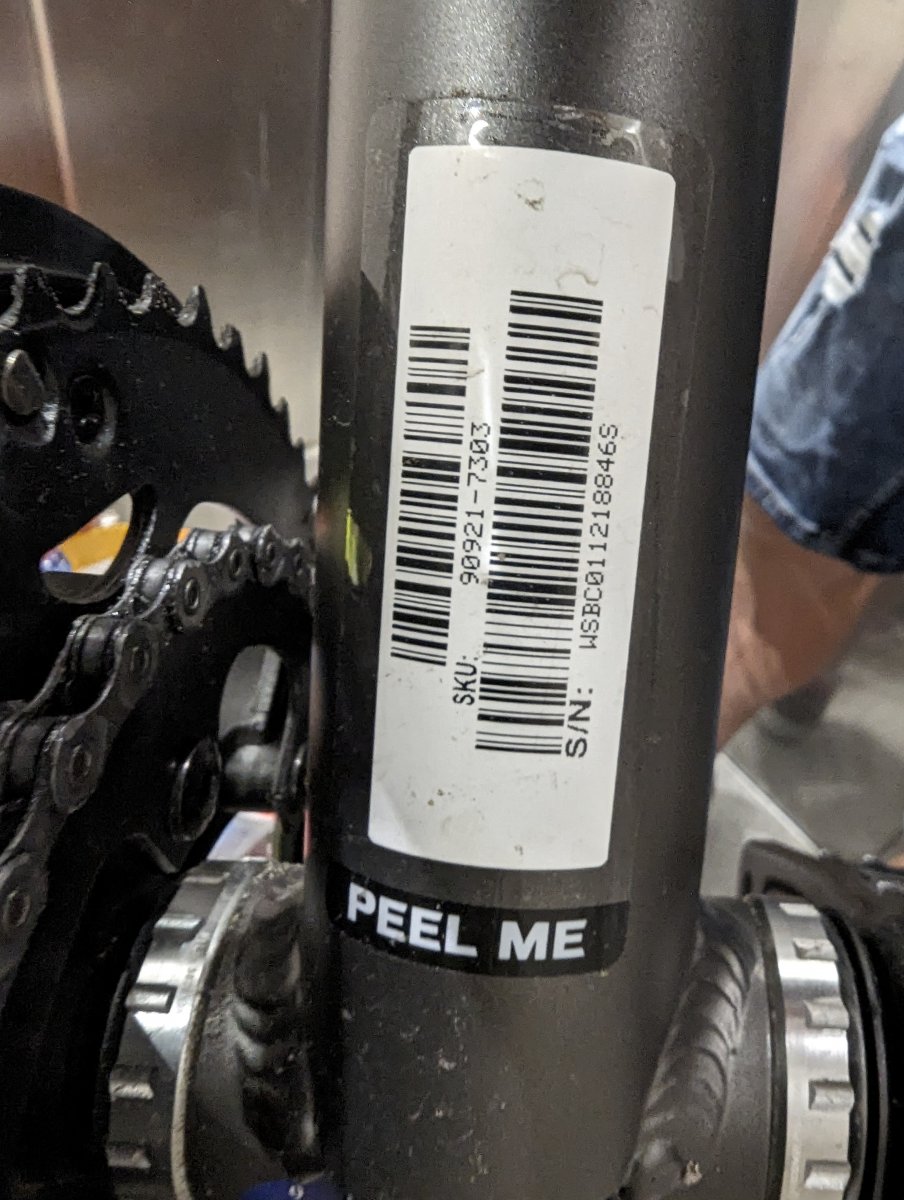 SKU: 90921-7303
S/N: WSBC011218846S
PEEL ME